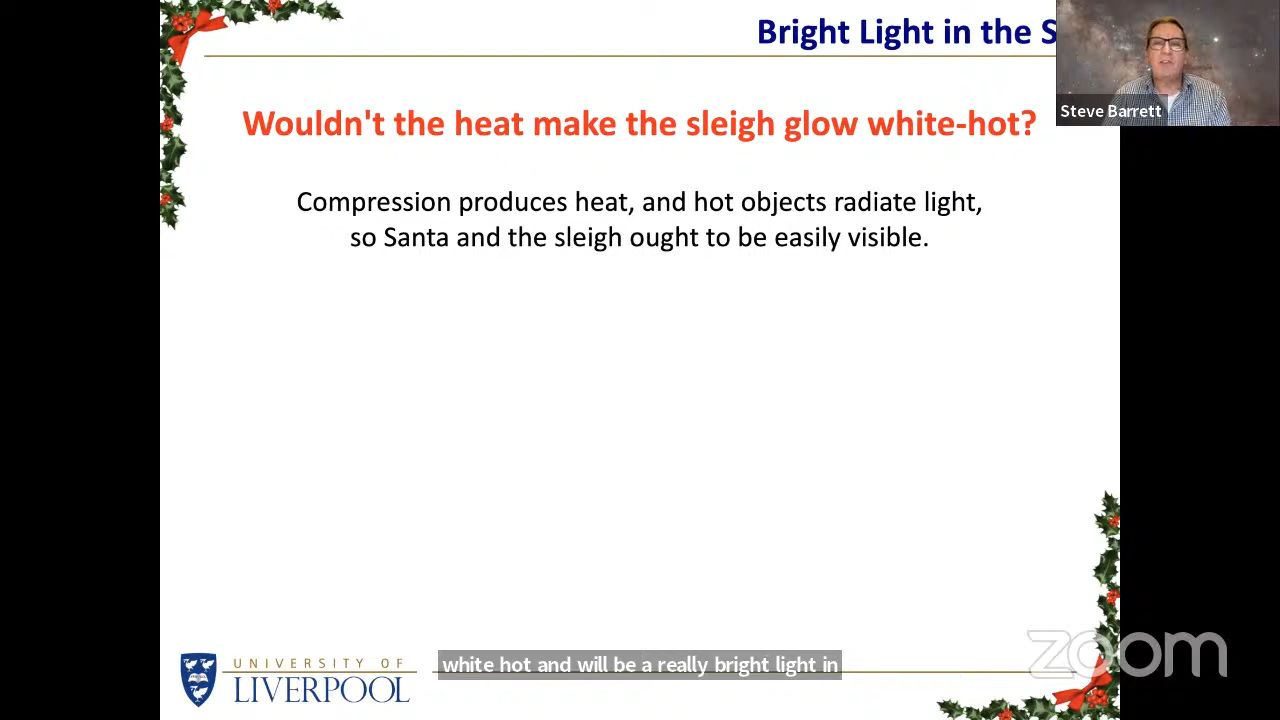 Bright Light in the S
Steve Barrett
Wouldn't the heat make the sleigh glow white-hot?
Compression produces heat, and hot objects radiate light,
so Santa and the sleigh ought to be easily visible.
white hot and will be a really bright light in
UNIVERSITY OF
LIVERPOOL
zoom